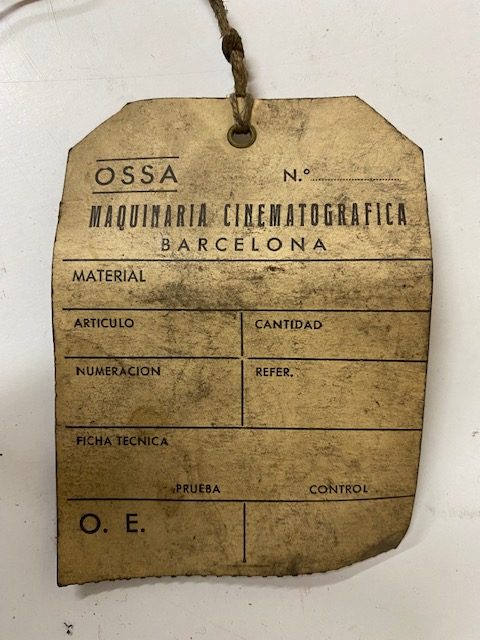 OSSA N.º
MAQUINARIA CINEMATOGRAFICA
BARCELONA
MATERIAL
ARTICULO CANTIDAD
NUMERACION REFER.
FICHA TECNICA
PRUEBA CONTROL
O. E.